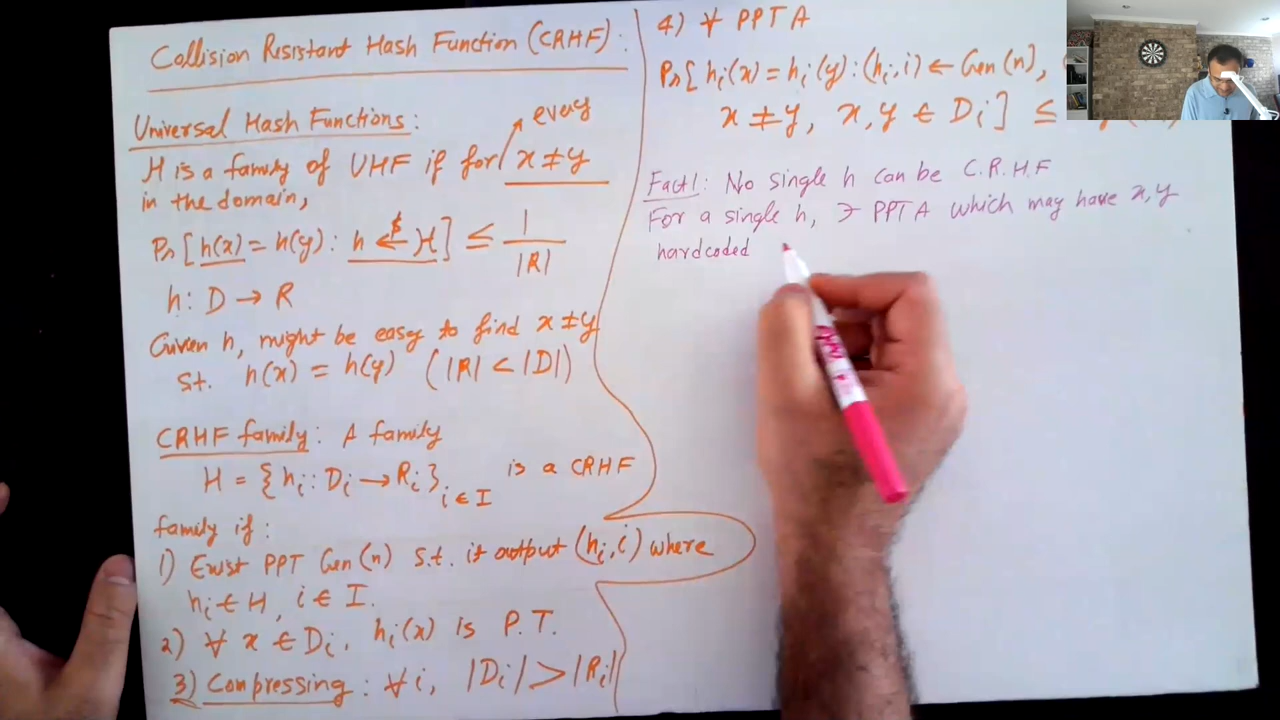 Collision Resistant Hash Function (CRHF):
Universal Hash Functions:
every
H is a family of UHF if for x ≠ y
in the domain,
Pr[h(x) = h(y): h ←$ H] ≤ 1/|R|
h: D → R
Given h, might be easy to find x ≠ y
st. h(x) = h(y) (|R| < |D|)
CRHF family: A family
H = {hi: Di → Ri} i ∈ I is a CRHF
family if:
1) Exist PPT Gen(n) s.t. it output (hi, i) where
hi ∈ H, i ∈ I.
2) ∀ x ∈ Di, hi(x) is P.T.
3) Compressing: ∀ i, |Di| > |Ri|
4) ∀ PPT A
Pr[hi(x) = hi(y): (hi, i) ← Gen(n),
x ≠ y, x, y ∈ Di] ≤
Fact 1: No single h can be C.R.H.F
For a single h, ∃ PPT A which may have x, y
hardcoded